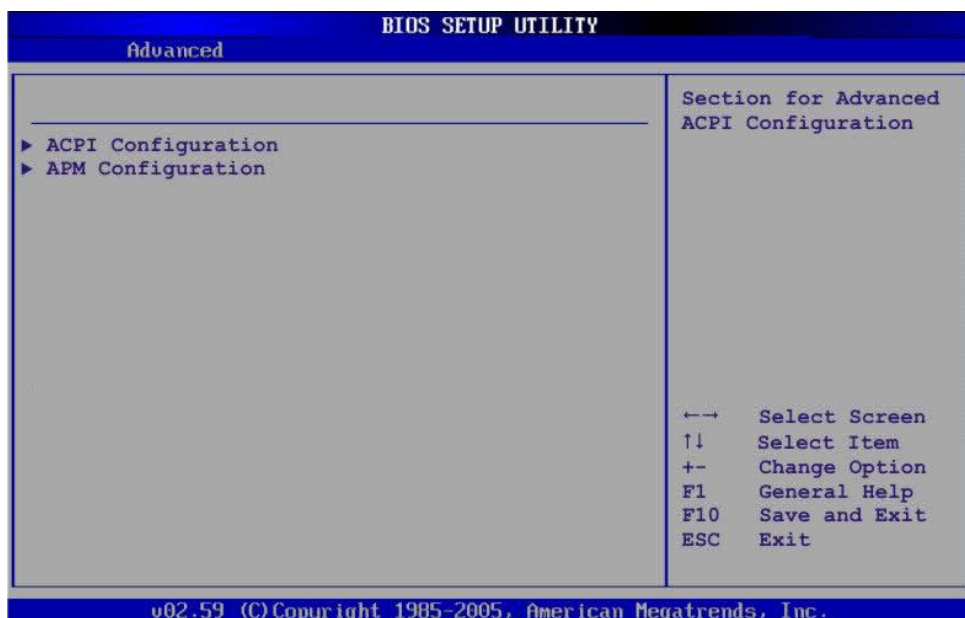 BIOS SETUP UTILITY
Advanced
▶ ACPI Configuration
▶ APM Configuration
Section for Advanced
ACPI Configuration
←→ Select Screen
↑↓ Select Item
+- Change Option
F1 General Help
F10 Save and Exit
ESC Exit
v02.59 (C)Copyright 1985-2005, American Megatrends, Inc.